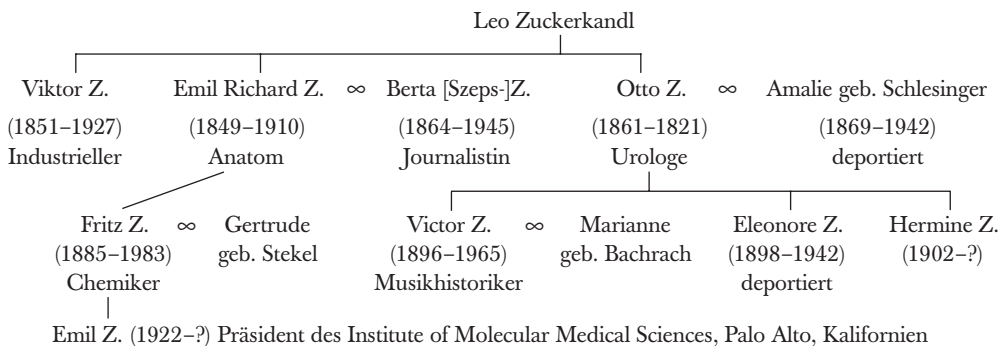 Leo Zuckerkandl
Viktor Z. Emil Richard Z. ∞ Berta [Szeps-]Z. Otto Z. ∞ Amalie geb. Schlesinger
(1851–1927) (1849–1910) (1864–1945) (1861–1821) (1869–1942)
Industrieller Anatom Journalistin Urologe deportiert
Fritz Z. ∞ Gertrude Victor Z. ∞ Marianne Eleonore Z. Hermine Z.
(1885–1983) geb. Stekel (1896–1965) geb. Bachrach (1898–1942) (1902–?)
Chemiker Musikhistoriker deportiert
Emil Z. (1922–?) Präsident des Institute of Molecular Medical Sciences, Palo Alto, Kalifornien